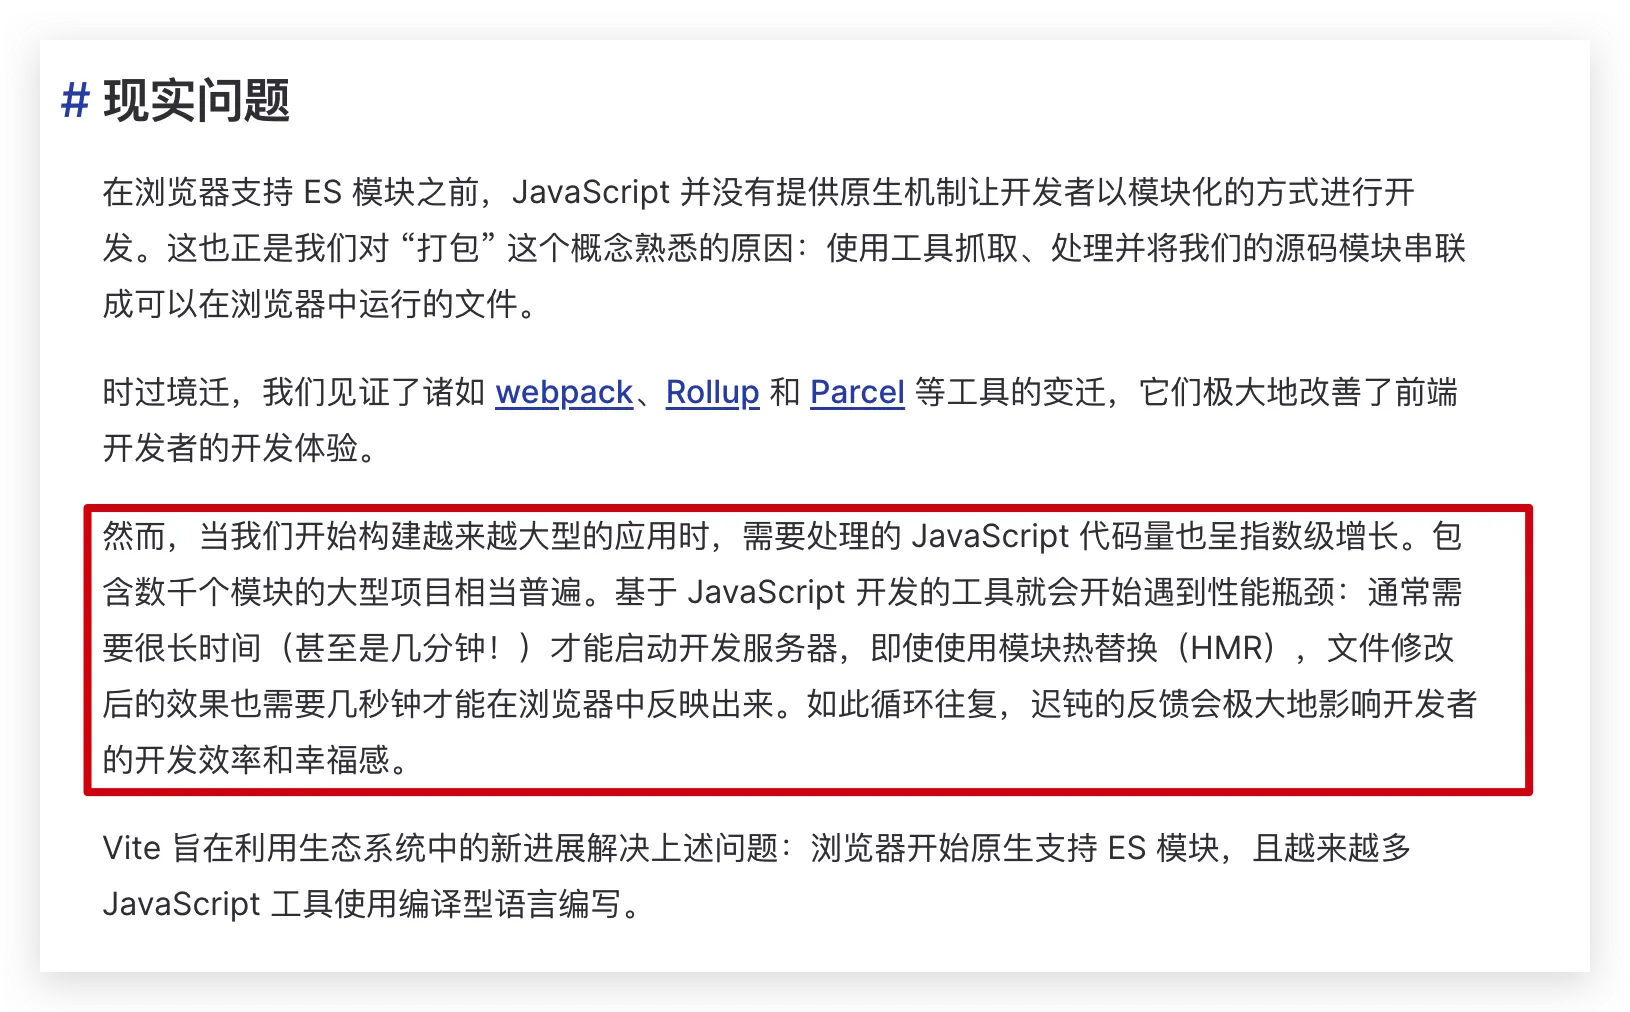 # 现实问题
在浏览器支持 ES 模块之前，JavaScript 并没有提供原生机制让开发者以模块化的方式进行开
发。这也正是我们对 “打包” 这个概念熟悉的原因：使用工具抓取、处理并将我们的源码模块串联
成可以在浏览器中运行的文件。
时过境迁，我们见证了诸如 webpack、Rollup 和 Parcel 等工具的变迁，它们极大地改善了前端
开发者的开发体验。
然而，当我们开始构建越来越大型的应用时，需要处理的 JavaScript 代码量也呈指数级增长。包
含数千个模块的大型项目相当普遍。基于 JavaScript 开发的工具就会开始遇到性能瓶颈：通常需
要很长时间（甚至是几分钟！）才能启动开发服务器，即使使用模块热替换（HMR），文件修改
后的效果也需要几秒钟才能在浏览器中反映出来。如此循环往复，迟钝的反馈会极大地影响开发者
的开发效率和幸福感。
Vite 旨在利用生态系统中的新进展解决上述问题：浏览器开始原生支持 ES 模块，且越来越多
JavaScript 工具使用编译型语言编写。